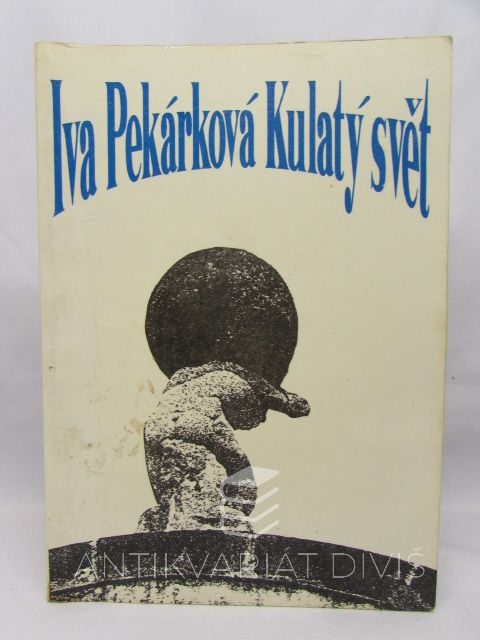 Iva Pekárková Kulatý svět
ANTIKVARIÁT DIVIŠ